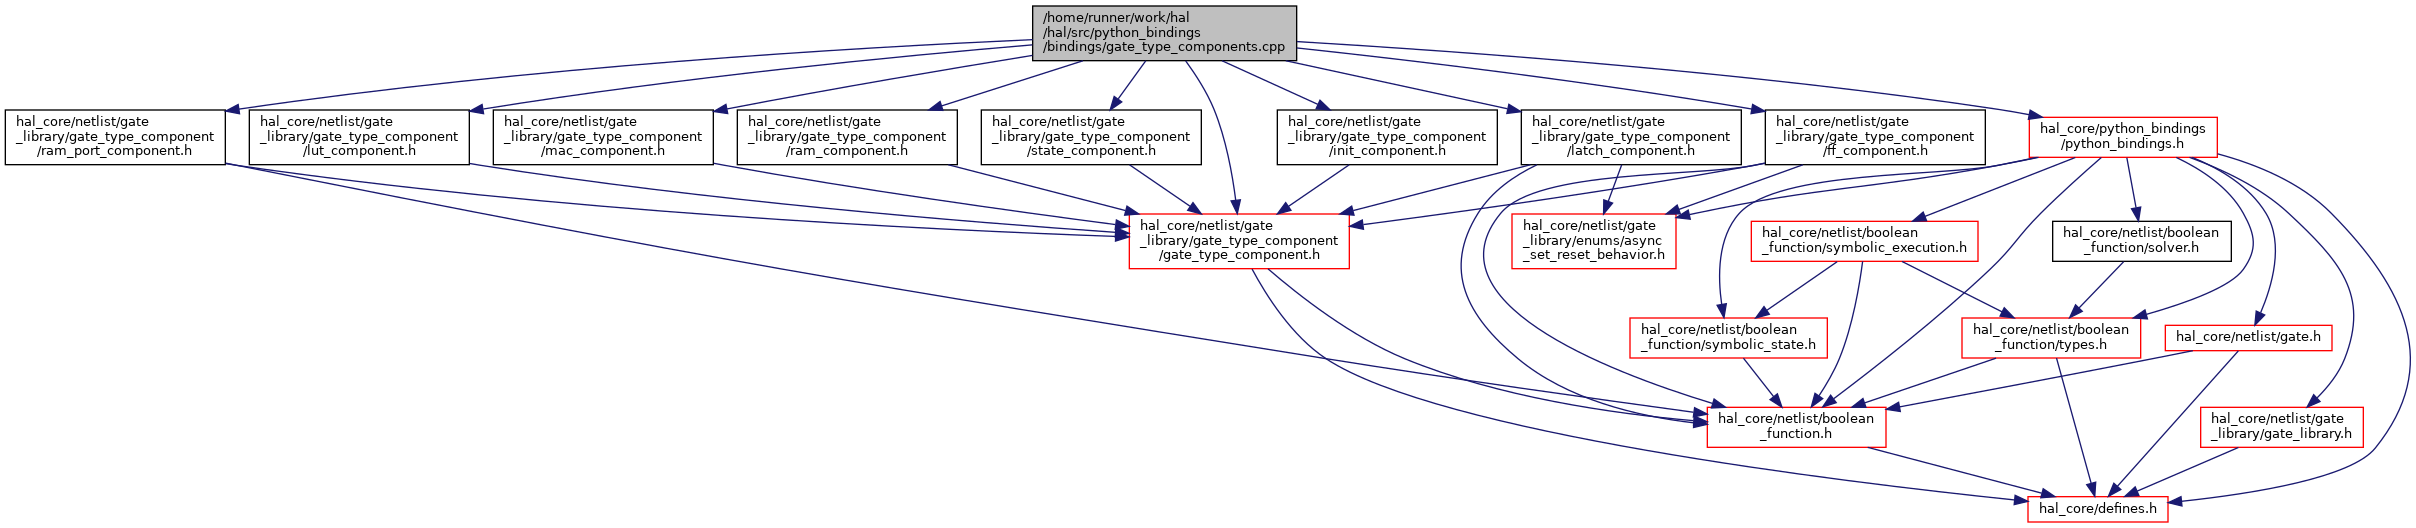 /home/runner/work/hal
/hal/src/python_bindings
/bindings/gate_type_components.cpp
hal_core/netlist/gate
_library/gate_type_component
/ram_port_component.h
hal_core/netlist/gate
_library/gate_type_component
/lut_component.h
hal_core/netlist/gate
_library/gate_type_component
/mac_component.h
hal_core/netlist/gate
_library/gate_type_component
/ram_component.h
hal_core/netlist/gate
_library/gate_type_component
/state_component.h
hal_core/netlist/gate
_library/gate_type_component
/init_component.h
hal_core/netlist/gate
_library/gate_type_component
/latch_component.h
hal_core/netlist/gate
_library/gate_type_component
/ff_component.h
hal_core/python_bindings
/python_bindings.h
hal_core/netlist/gate
_library/gate_type_component
/gate_type_component.h
hal_core/netlist/gate
_library/enums/async
_set_reset_behavior.h
hal_core/netlist/boolean
_function/symbolic_execution.h
hal_core/netlist/boolean
_function/solver.h
hal_core/netlist/boolean
_function/symbolic_state.h
hal_core/netlist/boolean
_function/types.h
hal_core/netlist/gate.h
hal_core/netlist/boolean
_function.h
hal_core/netlist/gate
_library/gate_library.h
hal_core/defines.h